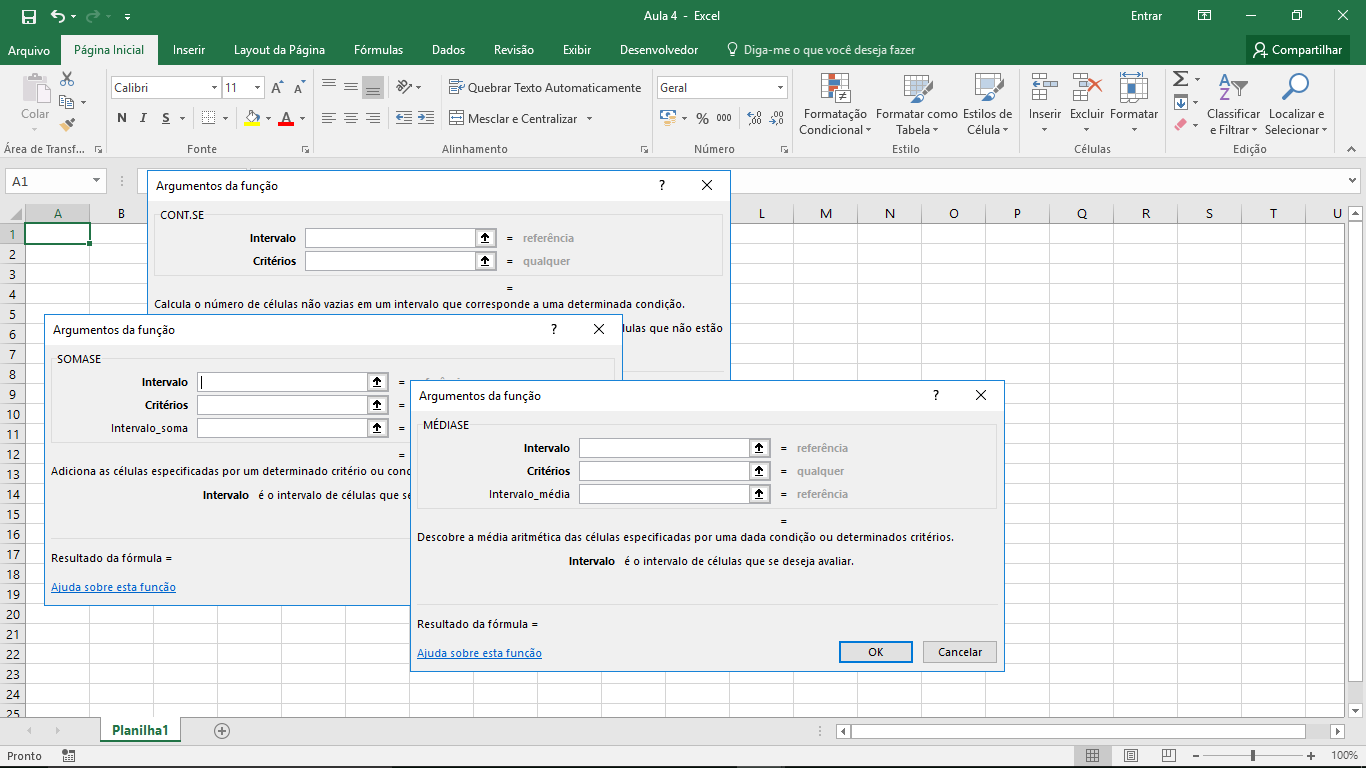 Aula 4 - Excel
Entrar
Arquivo Página Inicial Inserir Layout da Página Fórmulas Dados Revisão Exibir Desenvolvedor Diga-me o que você deseja fazer Compartilhar
Colar
Área de Transf...
Calibri 11
N I S A
Fonte
Quebrar Texto Automaticamente
Mesclar e Centralizar
Alinhamento
Geral
% 000
Número
Formatação Condicional
Formatar como Tabela
Estilos de Célula
Estilo
Inserir Excluir Formatar
Células
Classificar e Filtrar
Localizar e Selecionar
Edição
A1
A B L M N O P Q R S T U
1
2
3
4
5
6
7
8
9
10
11
12
13
14
15
16
17
18
19
20
21
22
23
24
25
Argumentos da função ?
CONT.SE
Intervalo = referência
Critérios = qualquer
=
Calcula o número de células não vazias em um intervalo que corresponde a uma determinada condição.
que não estão
Argumentos da função ?
SOMASE
Intervalo =
Critérios =
Intervalo_soma =
=
Adiciona as células especificadas por um determinado critério ou
Intervalo é o intervalo de células que
Resultado da fórmula =
Ajuda sobre esta função
Argumentos da função ?
MÉDIASE
Intervalo = referência
Critérios = qualquer
Intervalo_média = referência
=
Descobre a média aritmética das células especificadas por uma dada condição ou determinados critérios.
Intervalo é o intervalo de células que se deseja avaliar.
Resultado da fórmula =
Ajuda sobre esta função
OK Cancelar
Planilha1
Pronto
100%